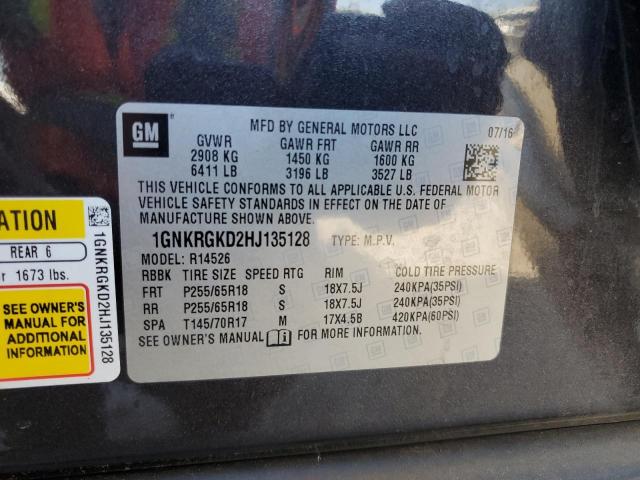 GM
MFD BY GENERAL MOTORS LLC
07/16
GVWR GAWR FRT GAWR RR
2908 KG 1450 KG 1600 KG
6411 LB 3196 LB 3527 LB
THIS VEHICLE CONFORMS TO ALL APPLICABLE U.S. FEDERAL MOTOR
VEHICLE SAFETY STANDARDS IN EFFECT ON THE DATE OF
MANUFACTURE SHOWN ABOVE.
1GNKRGKD2HJ135128 TYPE: M.P.V.
MODEL: R14526
RBBK TIRE SIZE SPEED RTG RIM COLD TIRE PRESSURE
FRT P255/65R18 S 18X7.5J 240KPA(35PSI)
RR P255/65R18 S 18X7.5J 240KPA(35PSI)
SPA T145/70R17 M 17X4.5B 420KPA(60PSI)
SEE OWNER'S MANUAL FOR MORE INFORMATION.
REAR 6
1673 lbs.
SEE OWNER'S
MANUAL FOR
ADDITIONAL
INFORMATION
1GNKRGKD2HJ135128